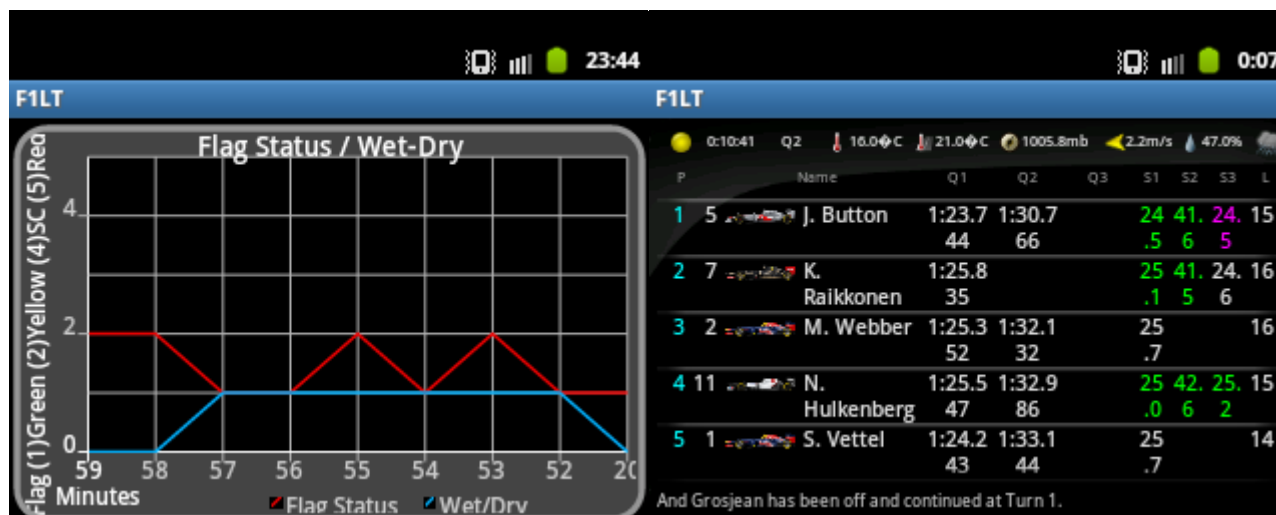 23:44
F1LT
Flag Status / Wet-Dry
Flag (1)Green (2)Yellow (4)SC (5)Red
4
2
0
59 58 57 56 55 54 53 52
Minutes
Flag Status Wet/Dry
0:07
F1LT
0:10:41 Q2 16.0�C 21.0�C 1005.8mb 2.2m/s 47.0%
P Name Q1 Q2 Q3 S1 S2 S3 L
1 5 J. Button 1:23.7 1:30.7 24 41. 24. 15
44 66 .5 6 5
2 7 K. 1:25.8 25 41. 24. 16
Raikkonen 35 .1 5 6
3 2 M. Webber 1:25.3 1:32.1 25 16
52 32 .7
4 11 N. 1:25.5 1:32.9 25 42. 25. 15
Hulkenberg 47 86 .0 6 2
5 1 S. Vettel 1:24.2 1:33.1 25 14
43 44 .7
And Grosjean has been off and continued at Turn 1.